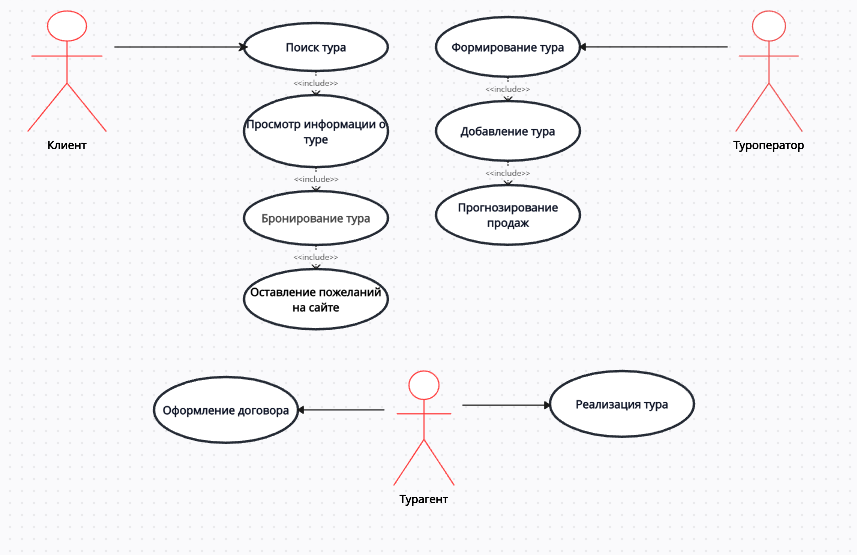 Клиент
Поиск тура
<<include>>
Просмотр информации о
туре
<<include>>
Бронирование тура
<<include>>
Оставление пожеланий
на сайте
Формирование тура
<<include>>
Добавление тура
<<include>>
Прогнозирование
продаж
Туроператор
Оформление договора
Турагент
Реализация тура